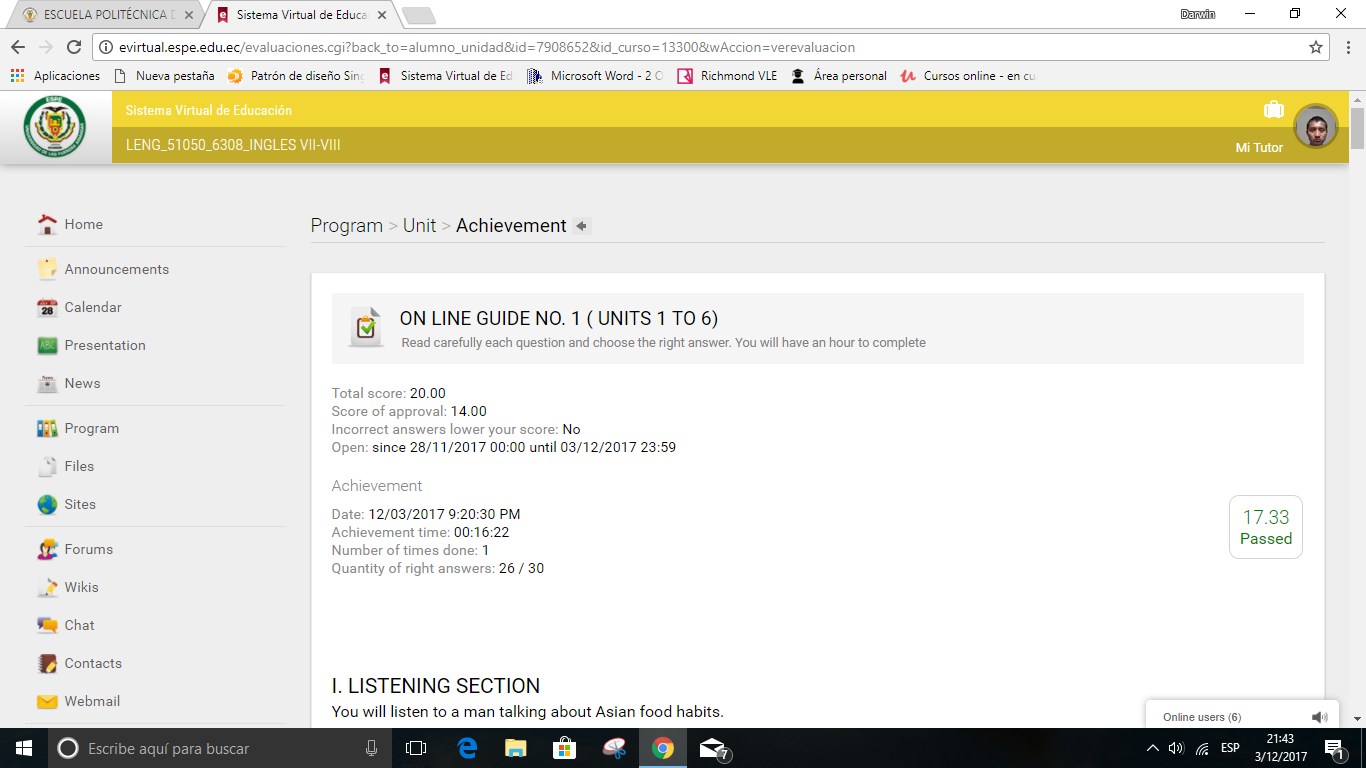 ESCUELA POLITÉCNICA D
Sistema Virtual de Educa
Darwin
evirtual.espe.edu.ec/evaluaciones.cgi?back_to=alumno_unidad&id=7908652&id_curso=13300&wAccion=verevaluacion
Aplicaciones Nueva pestaña Patrón de diseño Sing Sistema Virtual de Ed Microsoft Word - 2 C Richmond VLE Área personal Cursos online - en cu
ESPE
Sistema Virtual de Educación
LENG_51050_6308_INGLES VII-VIII
Mi Tutor
Home
Announcements
28 Calendar
ABC Presentation
News News
Program
Files
Sites
Forums
Wikis
Chat
Contacts
Webmail
Program > Unit > Achievement
ON LINE GUIDE NO. 1 ( UNITS 1 TO 6)
Read carefully each question and choose the right answer. You will have an hour to complete
Total score: 20.00
Score of approval: 14.00
Incorrect answers lower your score: No
Open: since 28/11/2017 00:00 until 03/12/2017 23:59
Achievement
Date: 12/03/2017 9:20:30 PM
Achievement time: 00:16:22
Number of times done: 1
Quantity of right answers: 26 / 30
17.33
Passed
I. LISTENING SECTION
You will listen to a man talking about Asian food habits.
Online users (6)
Escribe aquí para buscar
7
ESP
21:43
3/12/2017
1